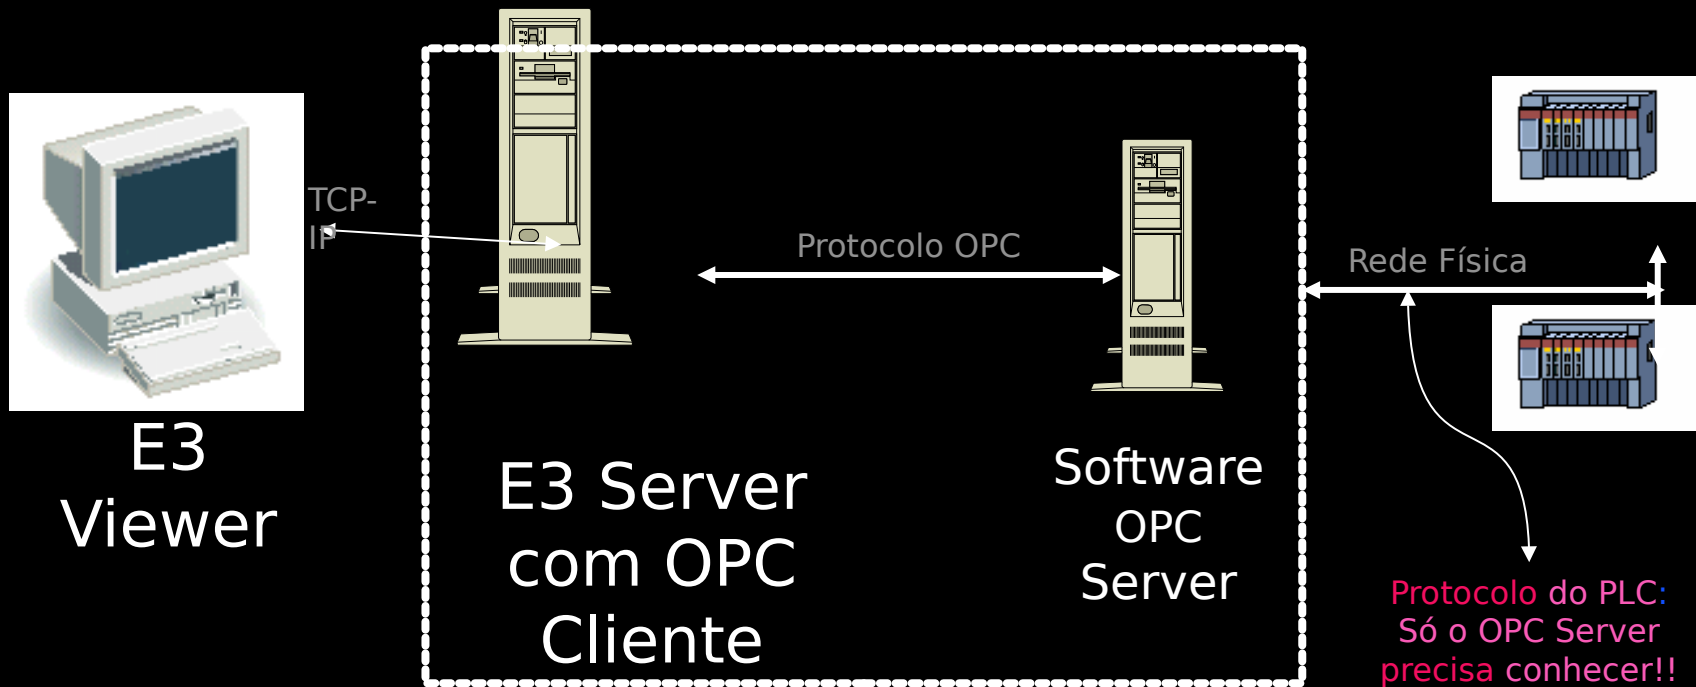 TCP-
IP
Protocolo OPC
Rede Física
E3
Viewer
E3 Server
com OPC
Cliente
Software
OPC
Server
Protocolo do PLC:
Só o OPC Server
precisa conhecer!!